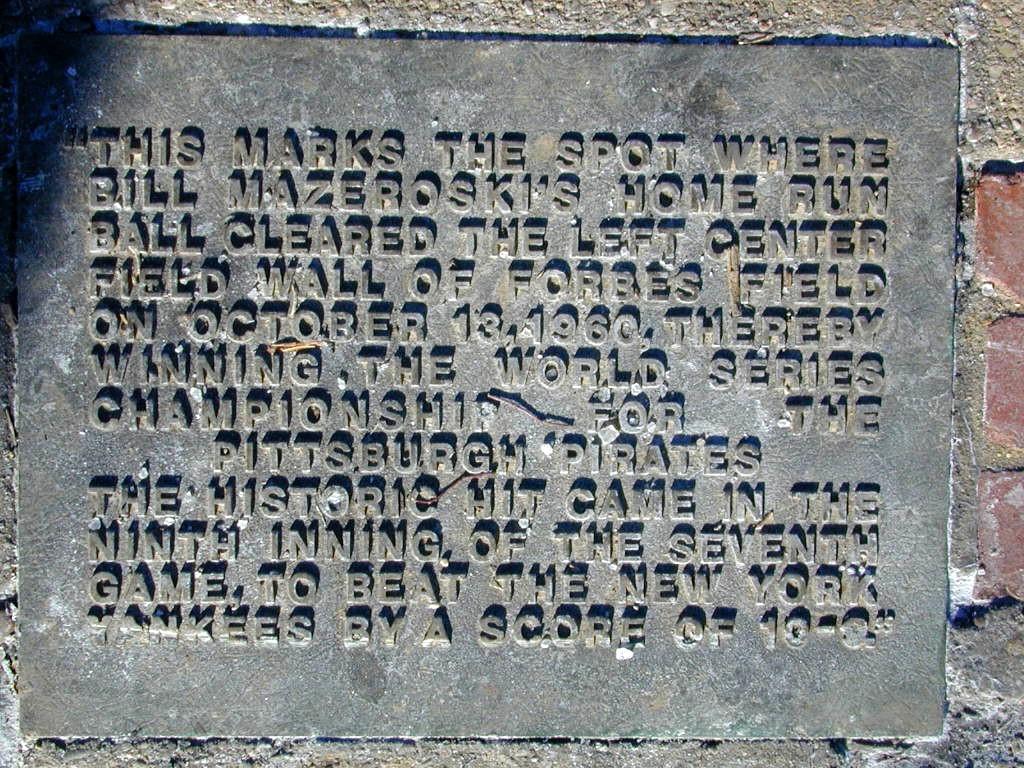 "THIS MARKS THE SPOT WHERE
BILL MAZEROSKI'S HOME RUN
BALL CLEARED THE LEFT CENTER
FIELD WALL OF FORBES FIELD
ON OCTOBER 13, 1960, THEREBY
WINNING THE WORLD SERIES
CHAMPIONSHIP FOR THE
PITTSBURGH PIRATES
THE HISTORIC HIT CAME IN THE
NINTH INNING OF THE SEVENTH
GAME, TO BEAT THE NEW YORK
YANKEES BY A SCORE OF 10-9."